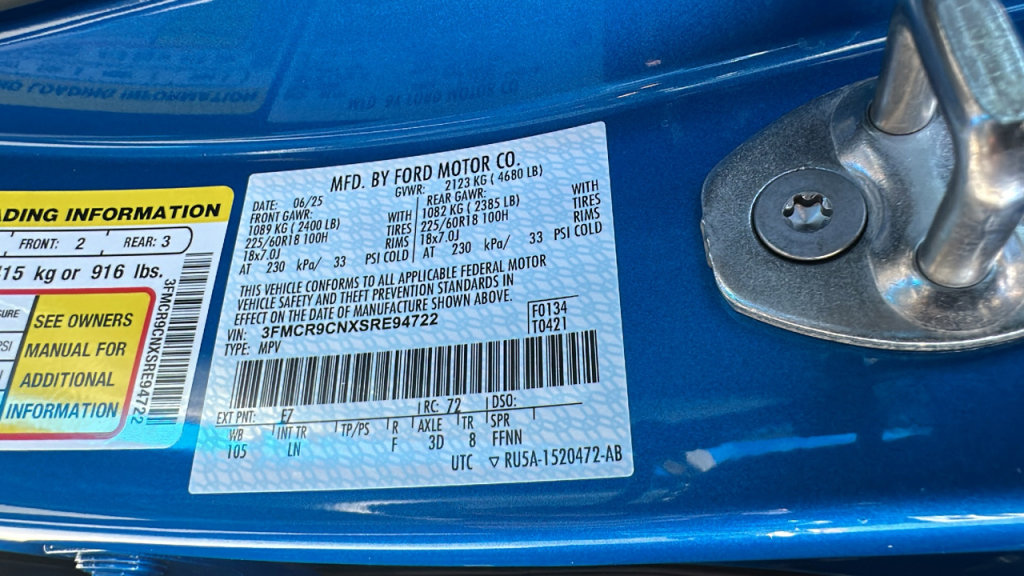 ADING INFORMATION
FRONT: 2 REAR: 3
15 kg or 916 lbs.
SEE OWNERS
MANUAL FOR
ADDITIONAL
INFORMATION
3FMCR9CNXSRE94722
MFD. BY FORD MOTOR CO.
DATE: 06/25 GVWR: 2123 KG ( 4680 LB)
FRONT GAWR: REAR GAWR:
1089 KG ( 2400 LB) WITH 1082 KG ( 2385 LB) WITH
225/60R18 100H TIRES 225/60R18 100H TIRES
18x7.0J RIMS 18x7.0J RIMS
AT 230 kPa/ 33 PSI COLD AT 230 kPa/ 33 PSI COLD
THIS VEHICLE CONFORMS TO ALL APPLICABLE FEDERAL MOTOR
VEHICLE SAFETY AND THEFT PREVENTION STANDARDS IN
EFFECT ON THE DATE OF MANUFACTURE SHOWN ABOVE.
VIN: 3FMCR9CNXSRE94722 F0134
TYPE: MPV T0421
EXT PNT: E7 RC: 72 DSO:
WB INT TR TP/PS R AXLE TR SPR
105 LN F 3D 8 FFNN
UTC ▽ RU5A-1520472-AB